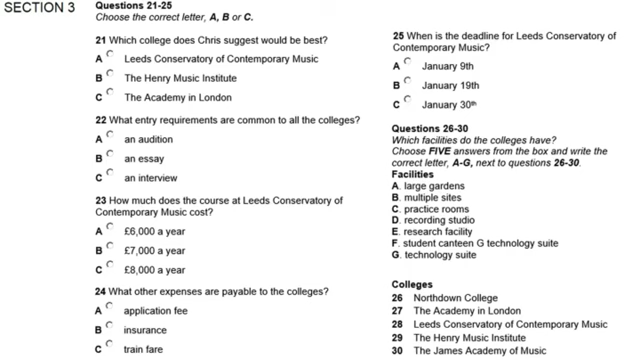 SECTION 3
Questions 21-25
Choose the correct letter, A, B or C.
21 Which college does Chris suggest would be best?
A Leeds Conservatory of Contemporary Music
B The Henry Music Institute
C The Academy in London
22 What entry requirements are common to all the colleges?
A an audition
B an essay
C an interview
23 How much does the course at Leeds Conservatory of
Contemporary Music cost?
A £6,000 a year
B £7,000 a year
C £8,000 a year
24 What other expenses are payable to the colleges?
A application fee
B insurance
C train fare
25 When is the deadline for Leeds Conservatory of
Contemporary Music?
A January 9th
B January 19th
C January 30th
Questions 26-30
Which facilities do the colleges have?
Choose FIVE answers from the box and write the
correct letter, A-G, next to questions 26-30.
Facilities
A. large gardens
B. multiple sites
C. practice rooms
D. recording studio
E. research facility
F. student canteen G technology suite
G. technology suite
Colleges
26 Northdown College
27 The Academy in London
28 Leeds Conservatory of Contemporary Music
29 The Henry Music Institute
30 The James Academy of Music